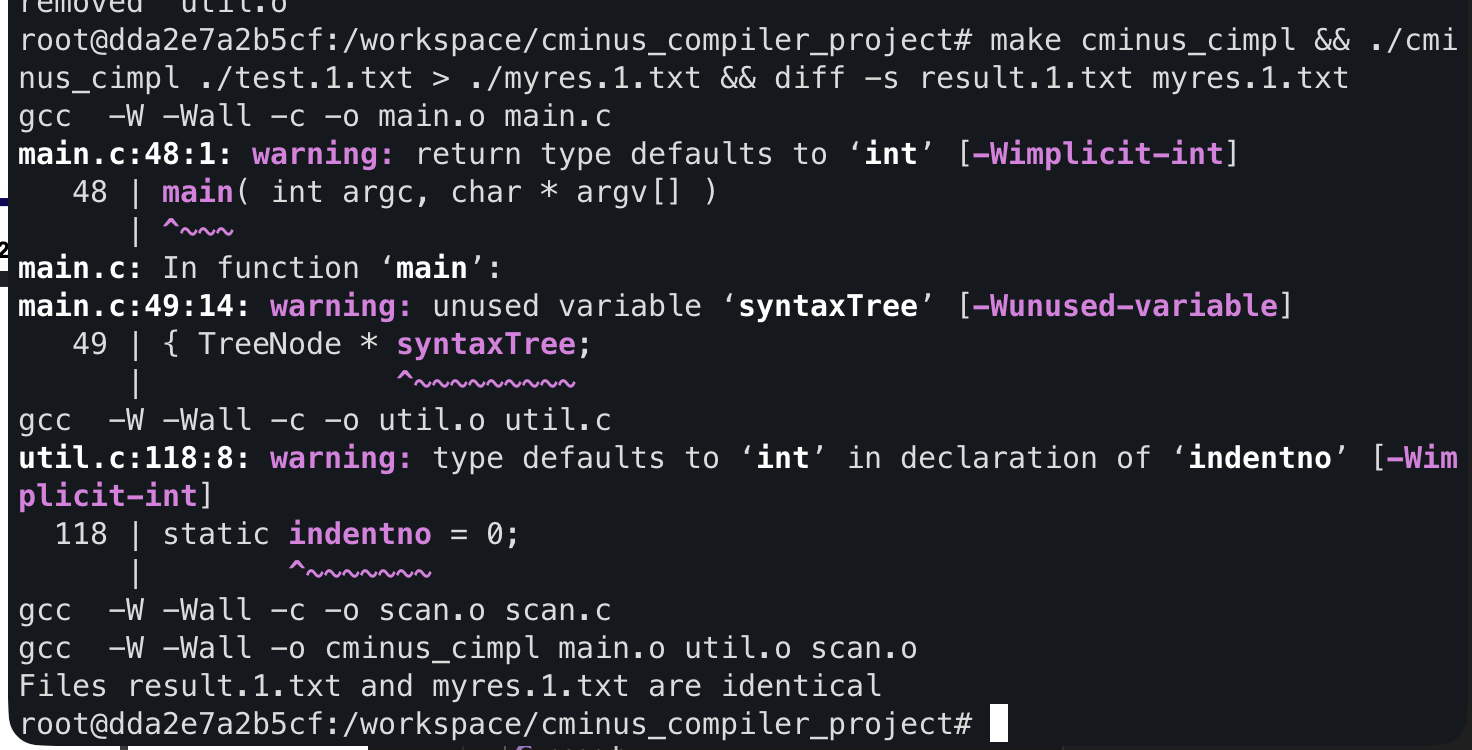 removed 'util.o'
root@dda2e7a2b5cf:/workspace/cminus_compiler_project# make cminus_cimpl && ./cmi
nus_cimpl ./test.1.txt > ./myres.1.txt && diff -s result.1.txt myres.1.txt
gcc  -W -Wall -c -o main.o main.c
main.c:48:1: warning: return type defaults to ‘int’ [-Wimplicit-int]
   48 | main( int argc, char * argv[] )
      | ^~~~
main.c: In function ‘main’:
main.c:49:14: warning: unused variable ‘syntaxTree’ [-Wunused-variable]
   49 | { TreeNode * syntaxTree;
      |              ^~~~~~~~~~
gcc  -W -Wall -c -o util.o util.c
util.c:118:8: warning: type defaults to ‘int’ in declaration of ‘indentno’ [-Wim
plicit-int]
  118 | static indentno = 0;
      |        ^~~~~~~~
gcc  -W -Wall -c -o scan.o scan.c
gcc  -W -Wall -o cminus_cimpl main.o util.o scan.o
Files result.1.txt and myres.1.txt are identical
root@dda2e7a2b5cf:/workspace/cminus_compiler_project#